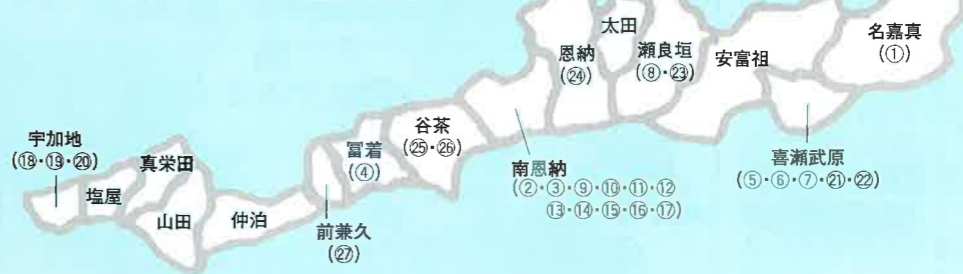 名嘉真
(①)
太田
恩納
(㉔)
瀬良垣
(⑧・㉓)
安富祖
喜瀬武原
(⑤・⑥・⑦・㉑・㉒)
谷茶
(㉕・㉖)
南恩納
(②・③・⑨・⑩・⑪・⑫
⑬・⑭・⑮・⑯・⑰)
冨着
(④)
前兼久
(㉗)
仲泊
山田
真栄田
塩屋
宇加地
(⑱・⑲・⑳)